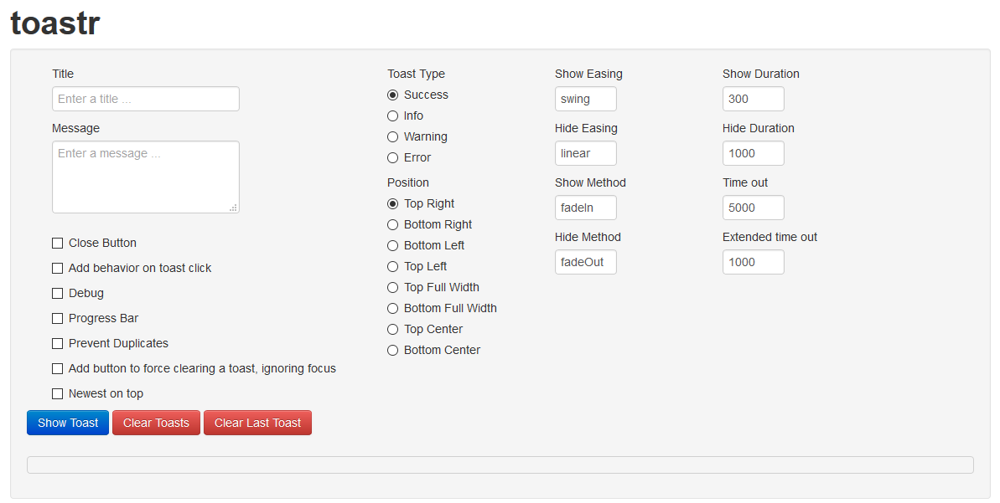 toastr
Title
Enter a title ...
Message
Enter a message ...
Close Button
Add behavior on toast click
Debug
Progress Bar
Prevent Duplicates
Add button to force clearing a toast, ignoring focus
Newest on top
Toast Type
Success
Info
Warning
Error
Position
Top Right
Bottom Right
Bottom Left
Top Left
Top Full Width
Bottom Full Width
Top Center
Bottom Center
Show Easing
swing
Hide Easing
linear
Show Method
fadeIn
Hide Method
fadeOut
Show Duration
300
Hide Duration
1000
Time out
5000
Extended time out
1000
Show Toast Clear Toasts Clear Last Toast